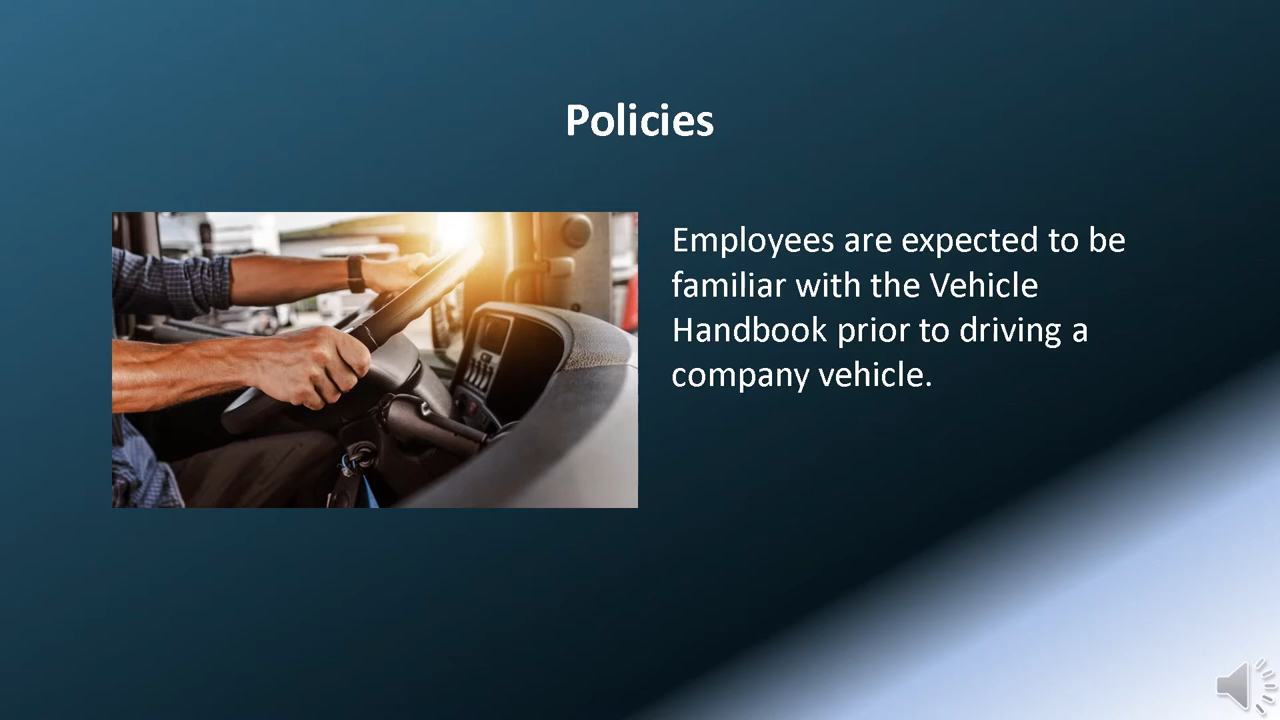 Policies
Employees are expected to be
familiar with the Vehicle
Handbook prior to driving a
company vehicle.